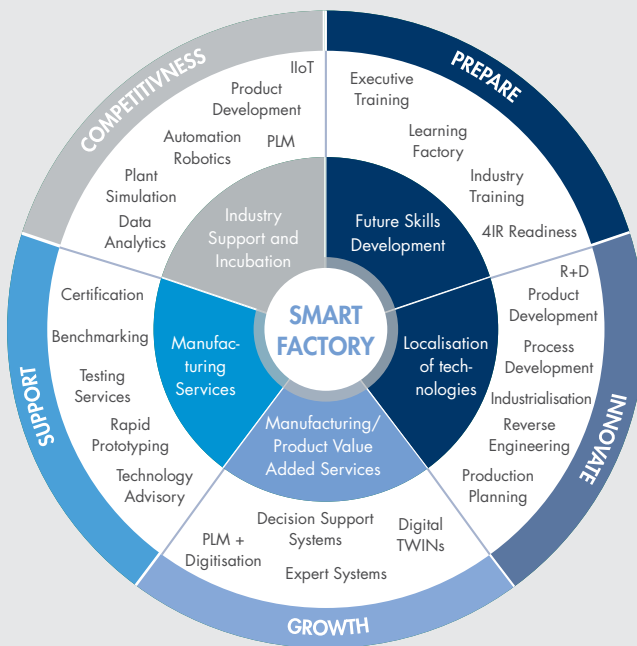 COMPETITIVNESS
PREPARE
INNOVATE
GROWTH
SUPPORT
IIoT
Product
Development
Automation
Robotics
PLM
Plant
Simulation
Data
Analytics
Industry
Support and
Incubation
Executive
Training
Learning
Factory
Industry
Training
4IR Readiness
Future Skills
Development
R+D
Product
Development
Process
Development
Industrialisation
Reverse
Engineering
Production
Planning
Localisation
of tech-
nologies
SMART
FACTORY
Certification
Benchmarking
Testing
Services
Rapid
Prototyping
Technology
Advisory
Manufac-
turing
Services
Manufacturing/
Product Value
Added Services
PLM +
Digitisation
Decision Support
Systems
Expert Systems
Digital
TWINs